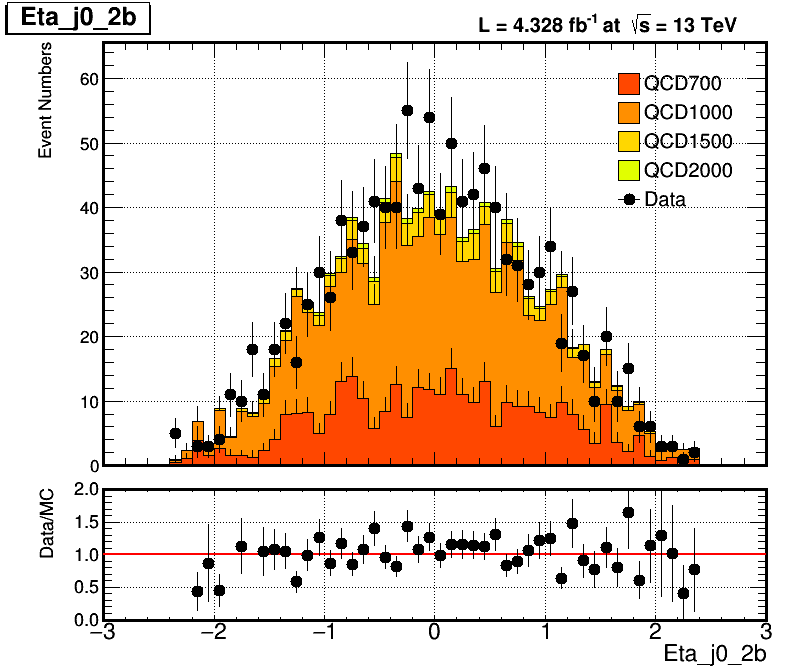 Eta_j0_2b
L = 4.328 fb⁻¹ at √s = 13 TeV
Event Numbers
60
50
40
30
20
10
0
QCD700
QCD1000
QCD1500
QCD2000
Data
Data/MC
2.0
1.5
1.0
0.5
0.0
−3 −2 −1 0 1 2 3
Eta_j0_2b